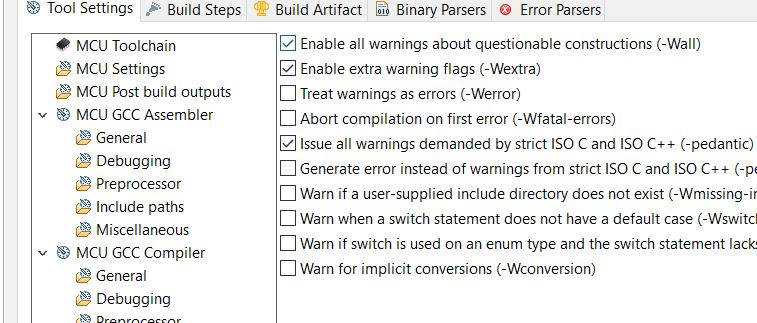 Tool Settings Build Steps Build Artifact Binary Parsers Error Parsers
MCU Toolchain
MCU Settings
MCU Post build outputs
MCU GCC Assembler
General
Debugging
Preprocessor
Include paths
Miscellaneous
MCU GCC Compiler
General
Debugging
Preprocessor
Enable all warnings about questionable constructions (-Wall)
Enable extra warning flags (-Wextra)
Treat warnings as errors (-Werror)
Abort compilation on first error (-Wfatal-errors)
Issue all warnings demanded by strict ISO C and ISO C++ (-pedantic)
Generate error instead of warnings from strict ISO C and ISO C++ (-pe
Warn if a user-supplied include directory does not exist (-Wmissing-in
Warn when a switch statement does not have a default case (-Wswitc
Warn if switch is used on an enum type and the switch statement lacks
Warn for implicit conversions (-Wconversion)